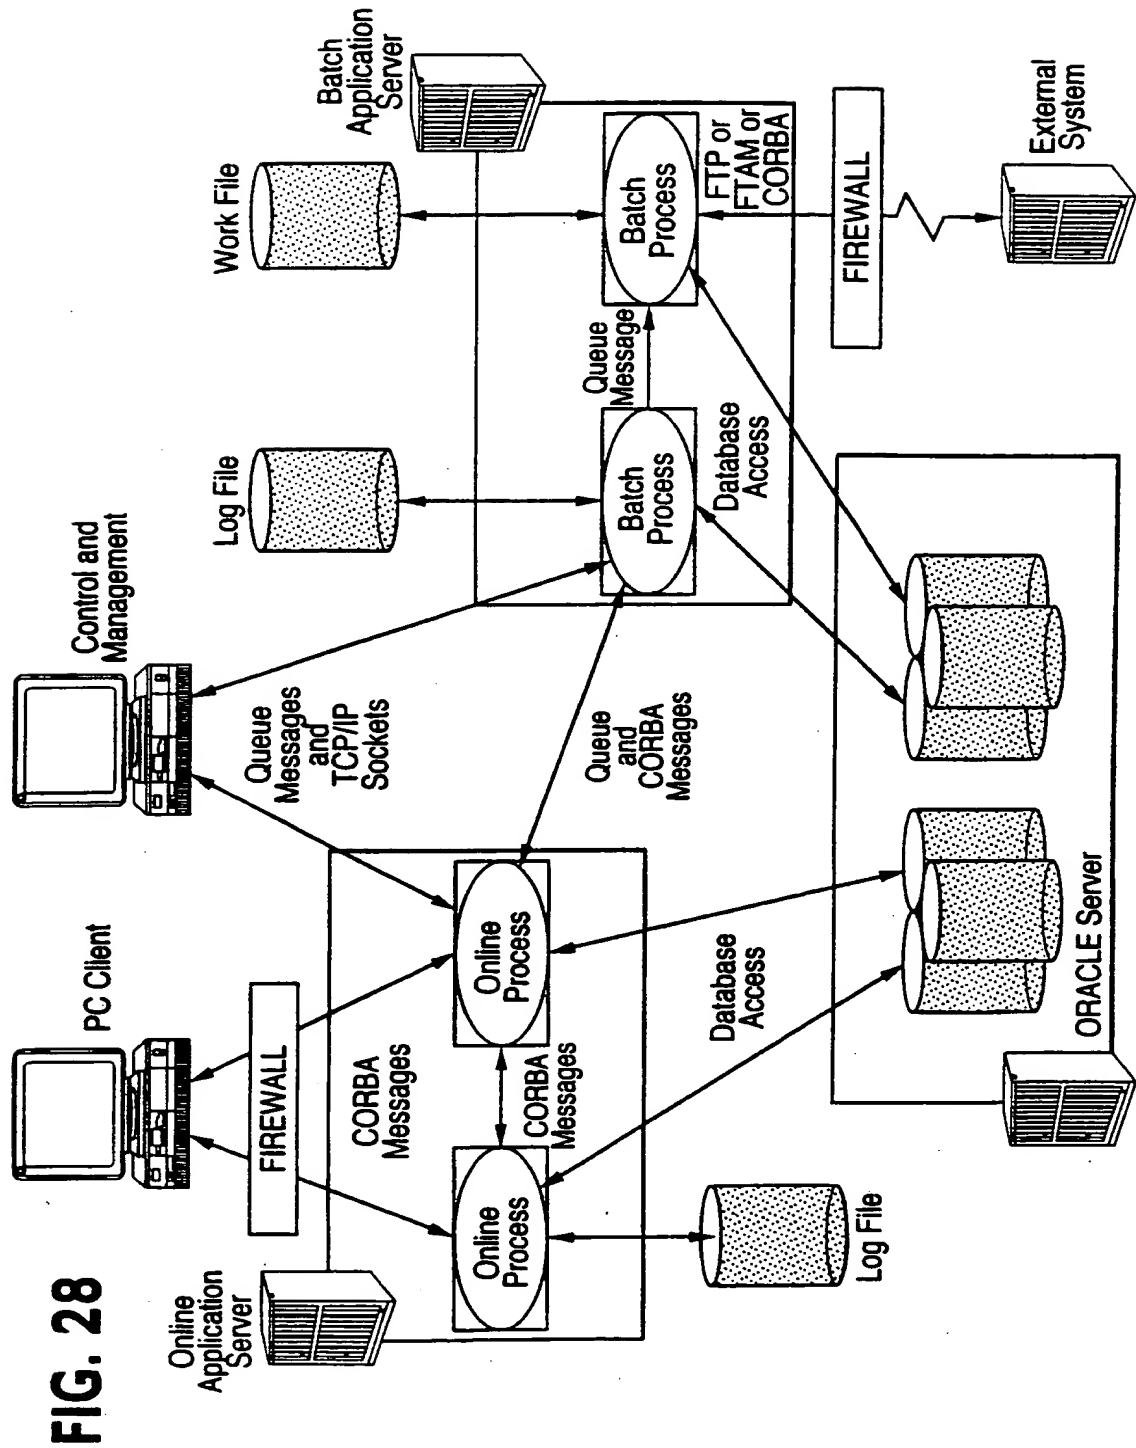 FIG. 28
PC Client
Control and
Management
Online
Application
Server
FIREWALL
Queue
Messages
and
TCP/IP
Sockets
Log File
Work File
Batch
Application
Server
CORBA
Messages
Online
Process
CORBA
Messages
Online
Process
Queue
and
CORBA
Messages
Batch
Process
Queue
Message
Batch
Process
FTP or
FTAM or
CORBA
Database
Access
Database
Access
Log File
ORACLE Server
FIREWALL
External
System